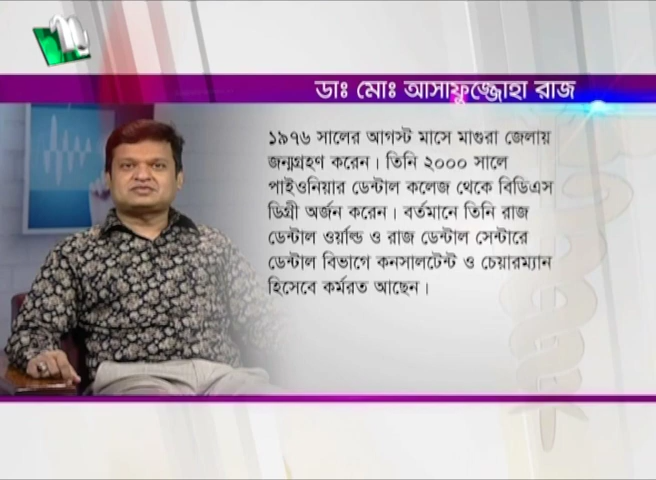 ডাঃ মোঃ আসাফুজ্জোহা রাজ
১৯৭৬ সালের আগস্ট মাসে মাগুরা জেলায়
জন্মগ্রহণ করেন। তিনি ২০০০ সালে
পাইওনিয়ার ডেন্টাল কলেজ থেকে বিডিএস
ডিগ্রী অর্জন করেন। বর্তমানে তিনি রাজ
ডেন্টাল ওয়ার্ল্ড ও রাজ ডেন্টাল সেন্টারে
ডেন্টাল বিভাগে কনসালটেন্ট ও চেয়ারম্যান
হিসেবে কর্মরত আছেন।